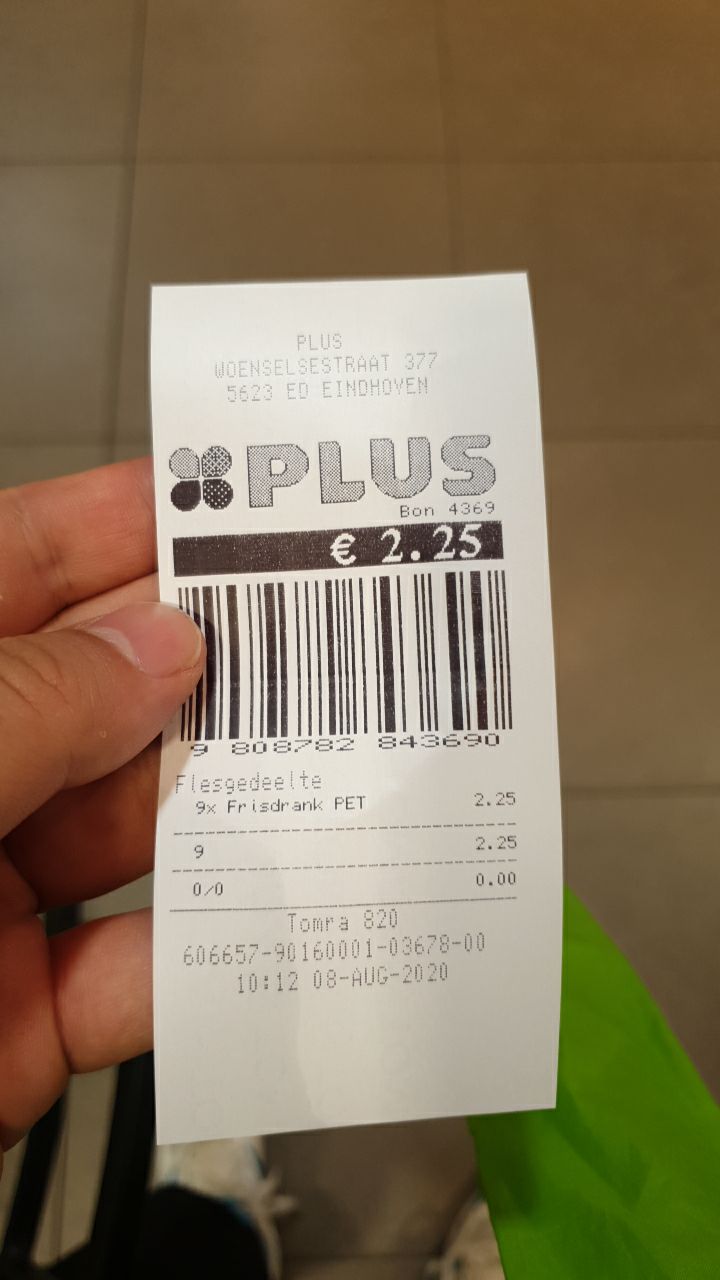 PLUS
WOENSELSESTRAAT 377
5623 ED EINDHOVEN
PLUS
Bon 4369
€ 2.25
9 808782 843690
Flesgedeelte
9x Frisdrank PET 2.25
9 2.25
0/0 0.00
Tomra 820
606657-90160001-03678-00
10:12 08-AUG-2020